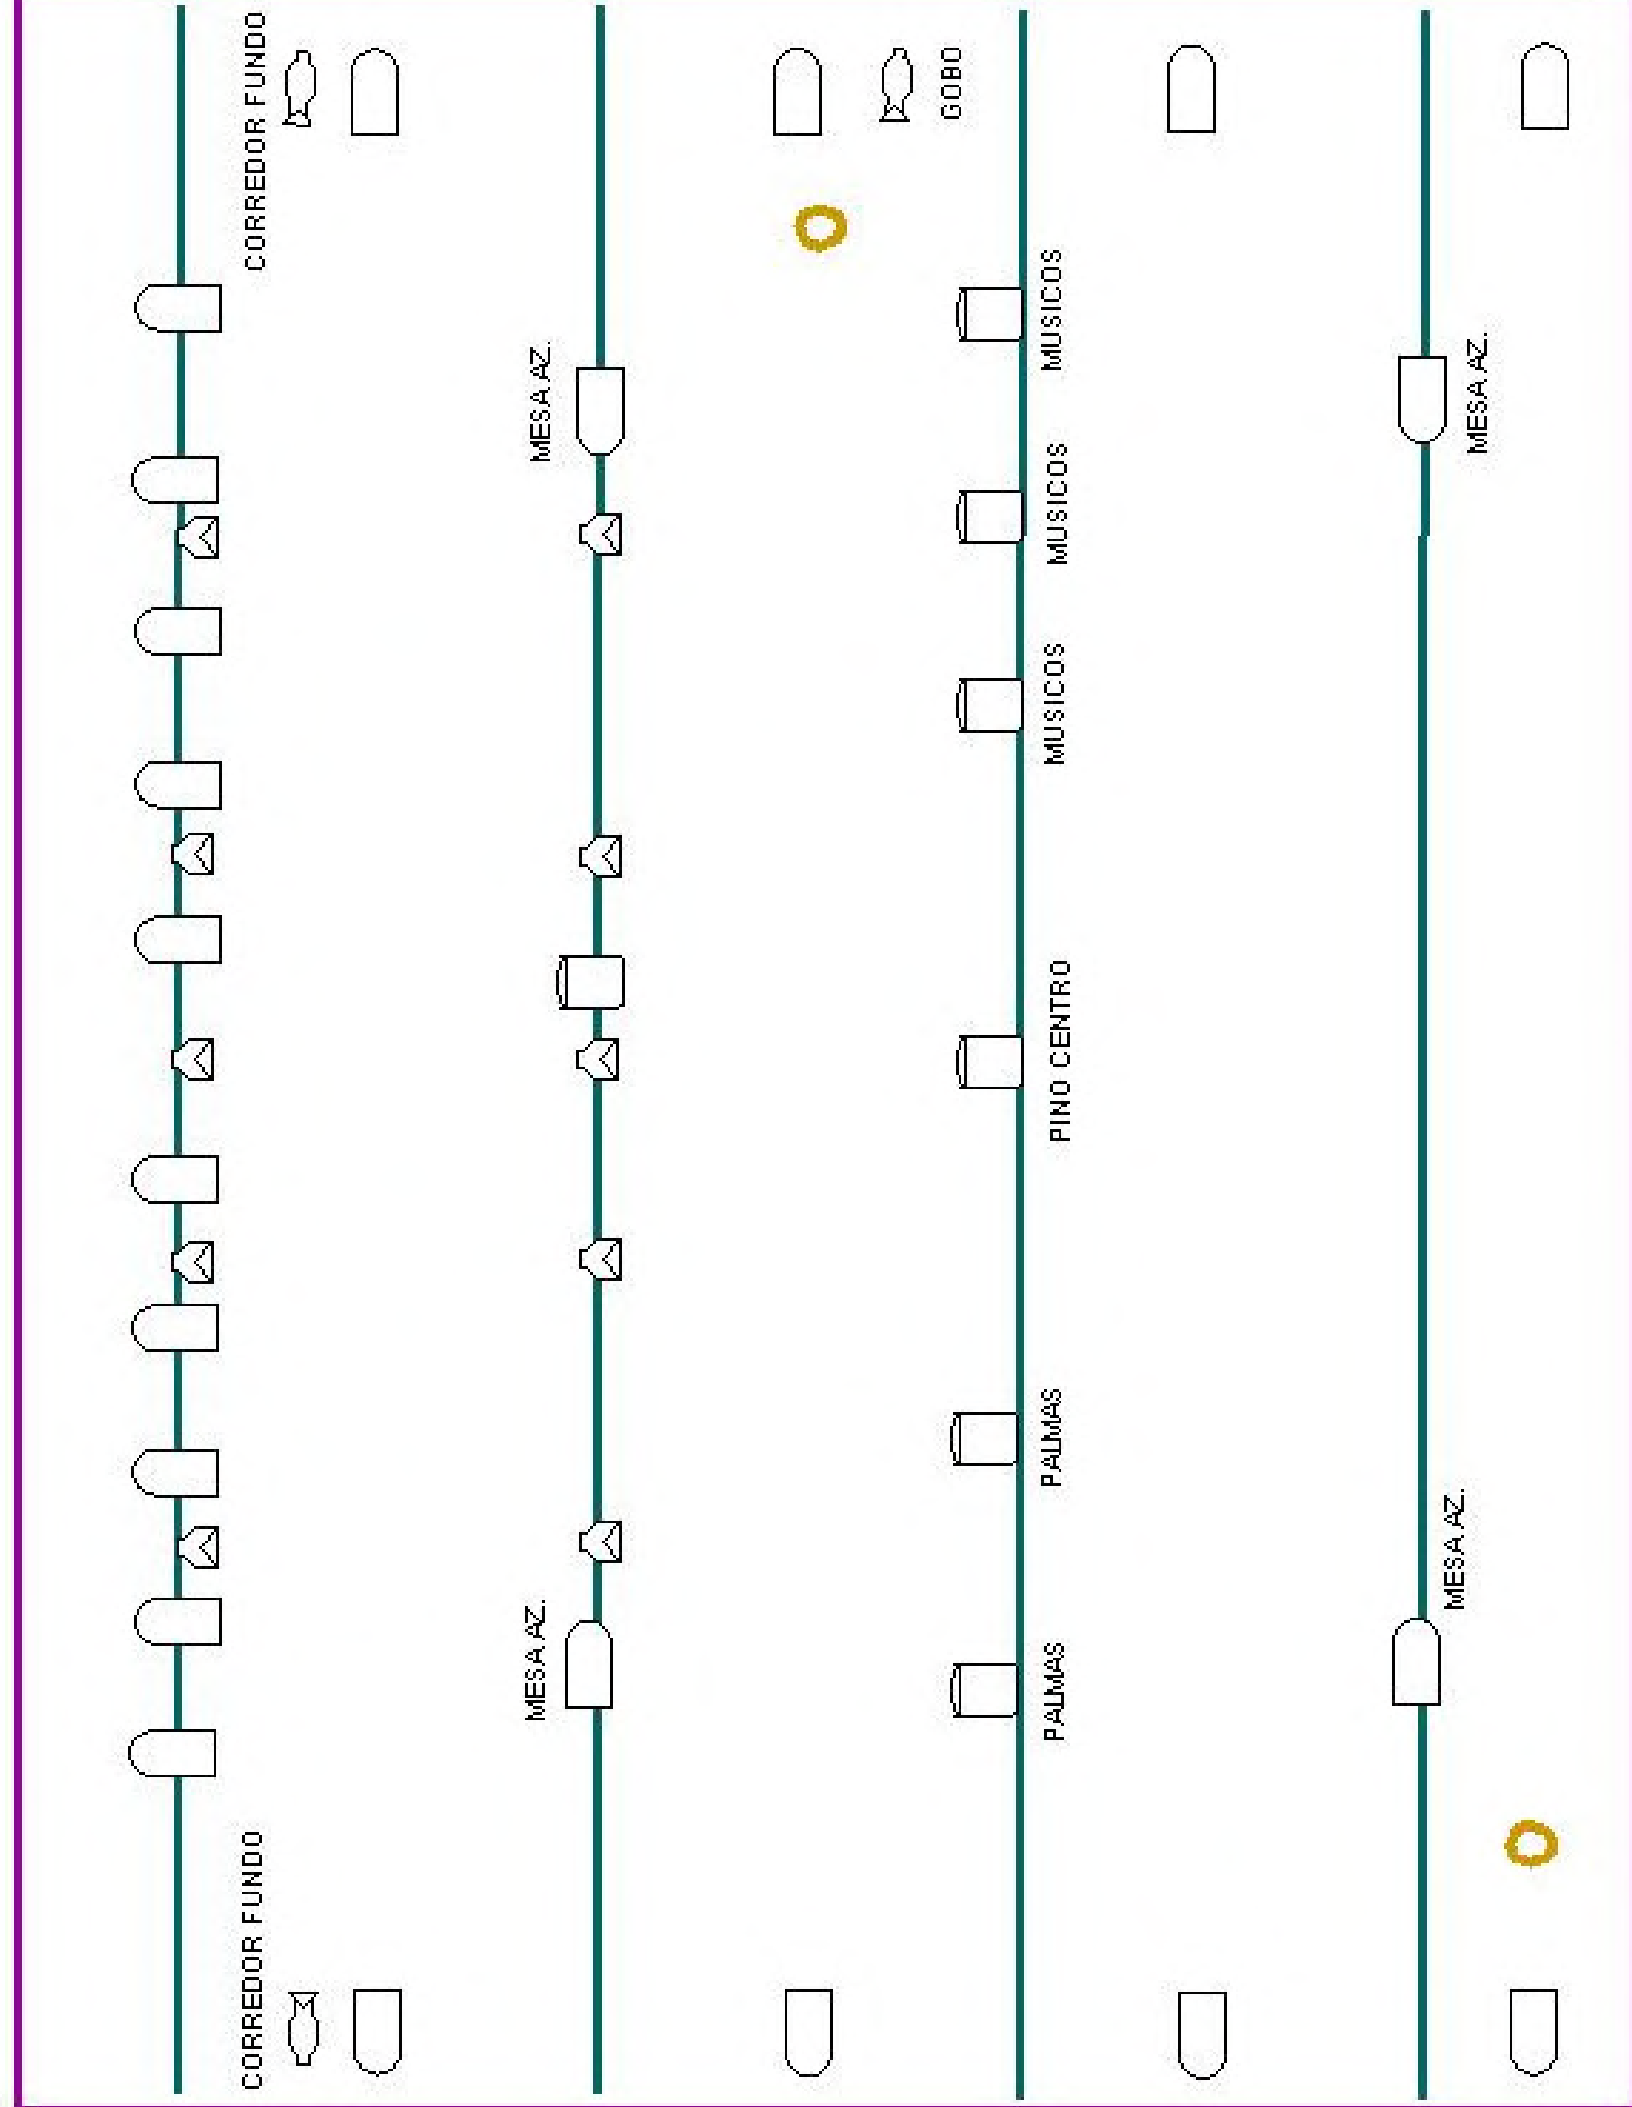 CORREDOR FUNDO
CORREDOR FUNDO
MESA AZ.
MESA AZ.
GOBO
PALMAS
PALMAS
PINO CENTRO
MUSICOS
MUSICOS
MUSICOS
MESA AZ.
MESA AZ.